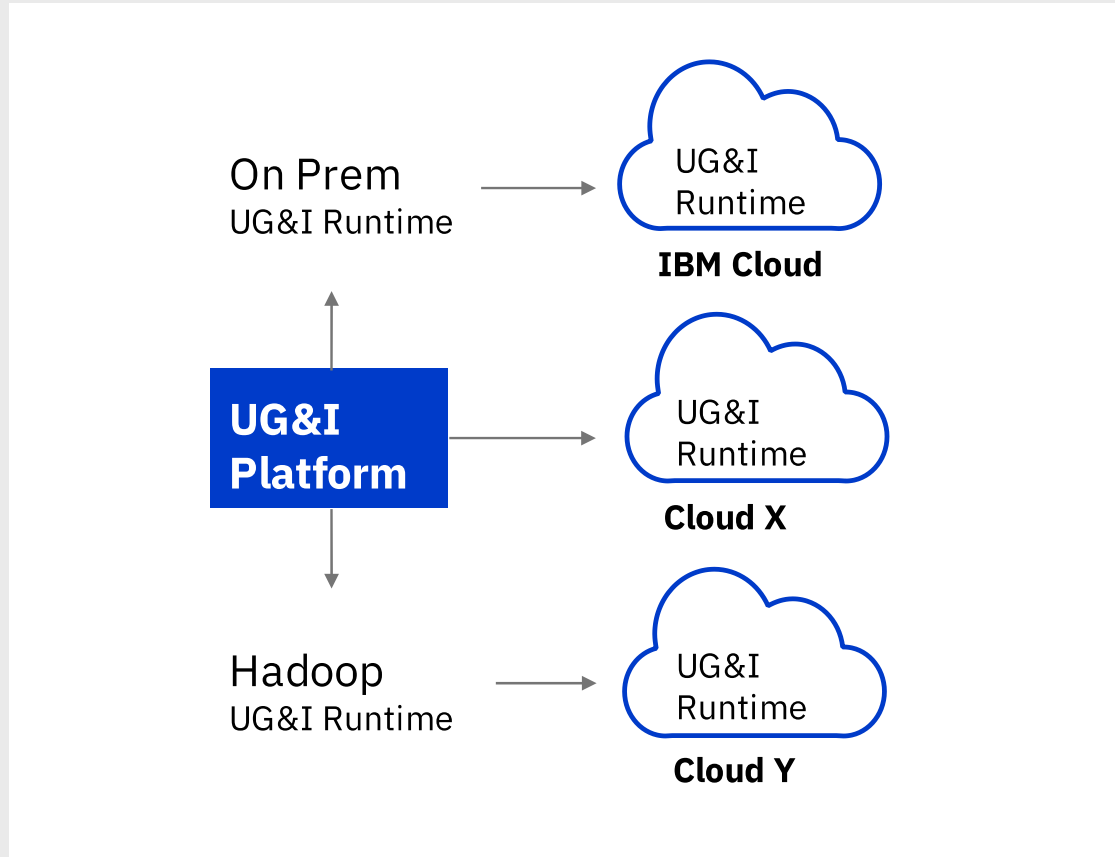 On Prem
UG&I Runtime
UG&I
Runtime
IBM Cloud
UG&I
Platform
UG&I
Runtime
Cloud X
Hadoop
UG&I Runtime
UG&I
Runtime
Cloud Y